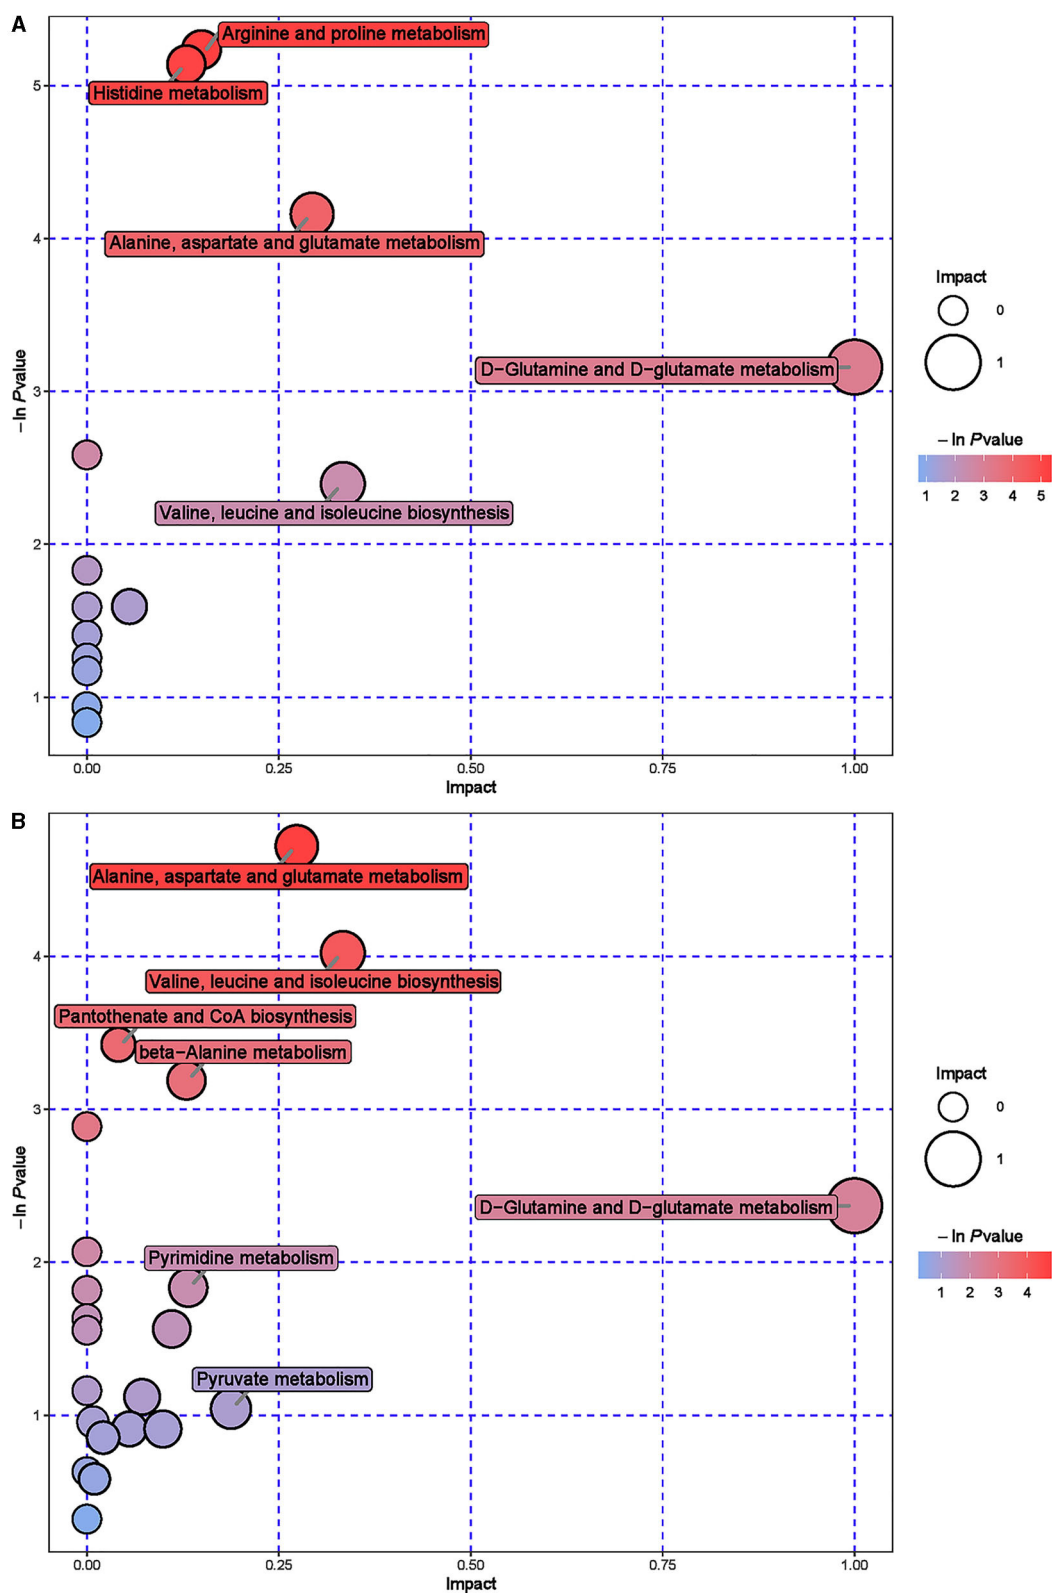 A
Arginine and proline metabolism
Histidine metabolism
5
Alanine, aspartate and glutamate metabolism
4
D−Glutamine and D−glutamate metabolism
3
Valine, leucine and isoleucine biosynthesis
2
1
−ln Pvalue
0.00 0.25 0.50 0.75 1.00
Impact
Impact
0
1
− ln Pvalue
1 2 3 4 5
B
Alanine, aspartate and glutamate metabolism
4
Valine, leucine and isoleucine biosynthesis
Pantothenate and CoA biosynthesis
beta−Alanine metabolism
3
D−Glutamine and D−glutamate metabolism
Pyrimidine metabolism
2
Pyruvate metabolism
1
−ln Pvalue
0.00 0.25 0.50 0.75 1.00
Impact
Impact
0
1
− ln Pvalue
1 2 3 4